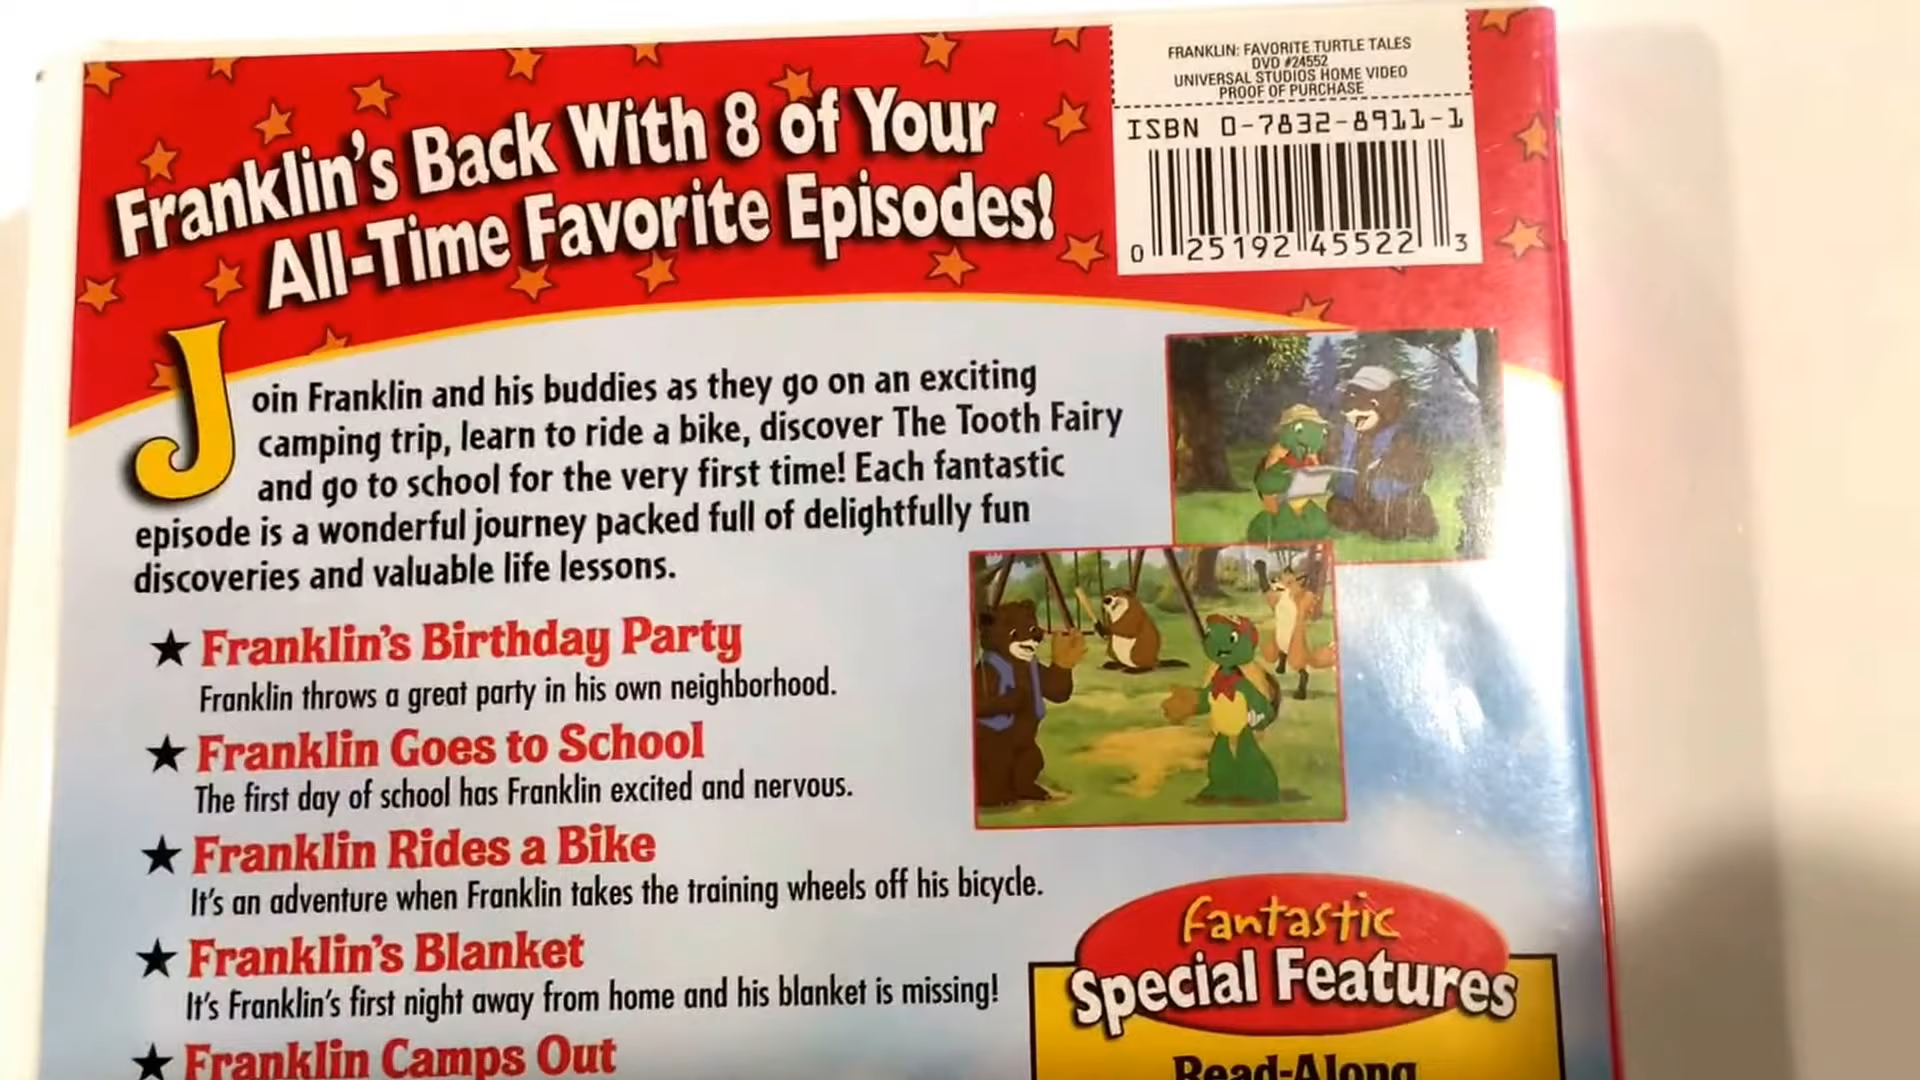 FRANKLIN: FAVORITE TURTLE TALES
DVD #24552
UNIVERSAL STUDIOS HOME VIDEO
PROOF OF PURCHASE
ISBN 0-7832-8911-1
0 25192 45522 3
Franklin's Back With 8 of Your
All-Time Favorite Episodes!
Join Franklin and his buddies as they go on an exciting
camping trip, learn to ride a bike, discover The Tooth Fairy
and go to school for the very first time! Each fantastic
episode is a wonderful journey packed full of delightfully fun
discoveries and valuable life lessons.
★ Franklin's Birthday Party
Franklin throws a great party in his own neighborhood.
★ Franklin Goes to School
The first day of school has Franklin excited and nervous.
★ Franklin Rides a Bike
It's an adventure when Franklin takes the training wheels off his bicycle.
★ Franklin's Blanket
It's Franklin's first night away from home and his blanket is missing!
★ Franklin Camps Out
Fantastic
Special Features
Read-Along